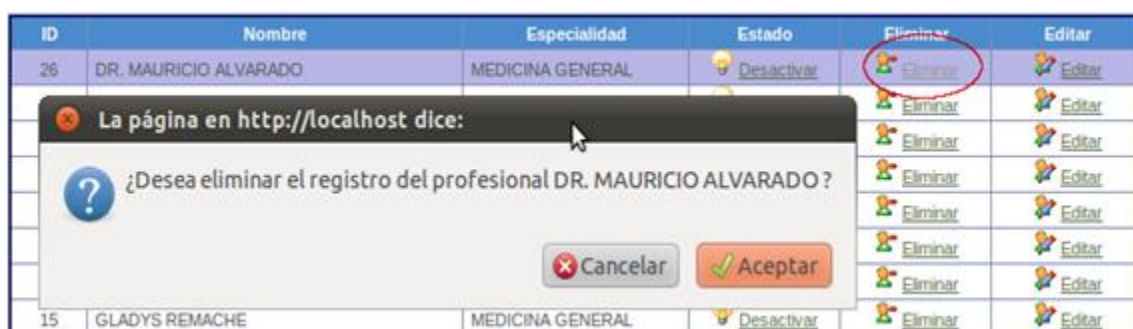 ID Nombre Especialidad Estado Eliminar Editar
26 DR. MAURICIO ALVARADO MEDICINA GENERAL Desactivar Eliminar Editar
Eliminar Editar
La página en http://localhost dice:
Eliminar Editar
¿Desea eliminar el registro del profesional DR. MAURICIO ALVARADO ?
Eliminar Editar
Eliminar Editar
Eliminar Editar
Cancelar Aceptar
Eliminar Editar
15 GLADYS REMACHE MEDICINA GENERAL Desactivar Eliminar Editar